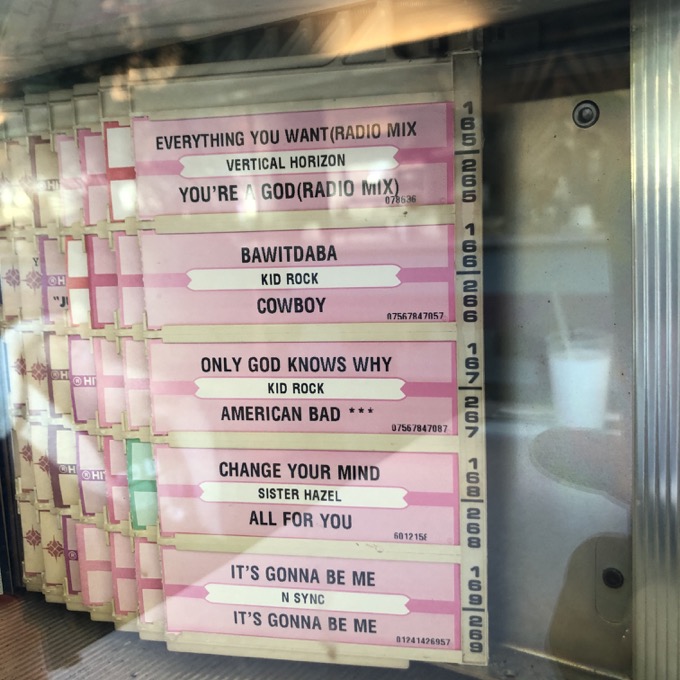 EVERYTHING YOU WANT(RADIO MIX
VERTICAL HORIZON
YOU'RE A GOD(RADIO MIX)
078636
165
265
BAWITDABA
KID ROCK
COWBOY
07567847057
166
266
ONLY GOD KNOWS WHY
KID ROCK
AMERICAN BAD ***
07567847087
167
267
CHANGE YOUR MIND
SISTER HAZEL
ALL FOR YOU
168
268
IT'S GONNA BE ME
N SYNC
IT'S GONNA BE ME
01241426957
169
269